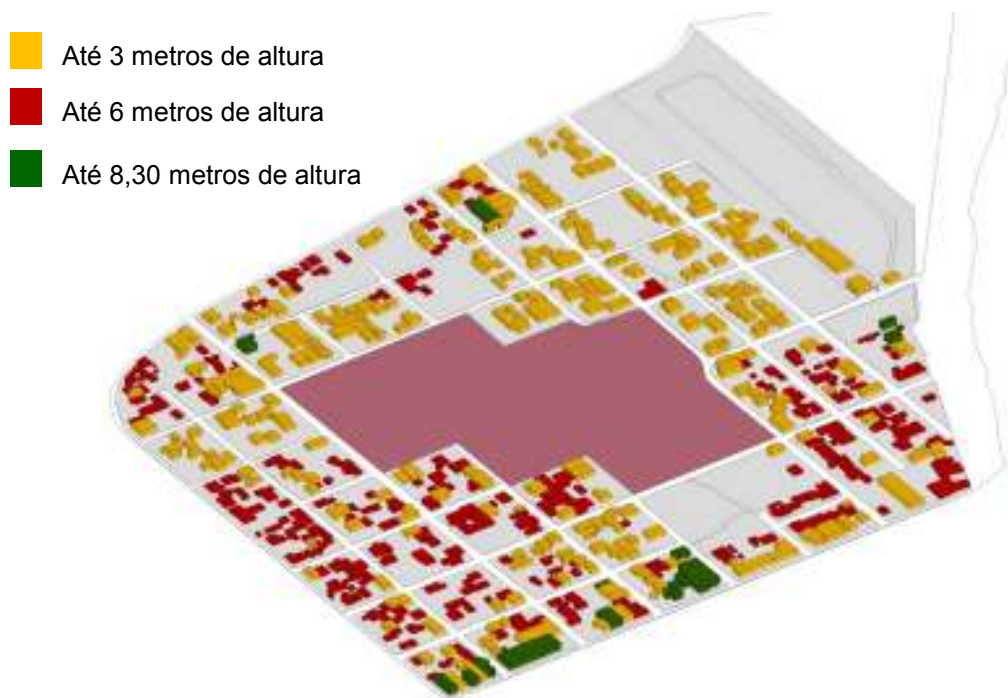 Até 3 metros de altura
Até 6 metros de altura
Até 8,30 metros de altura